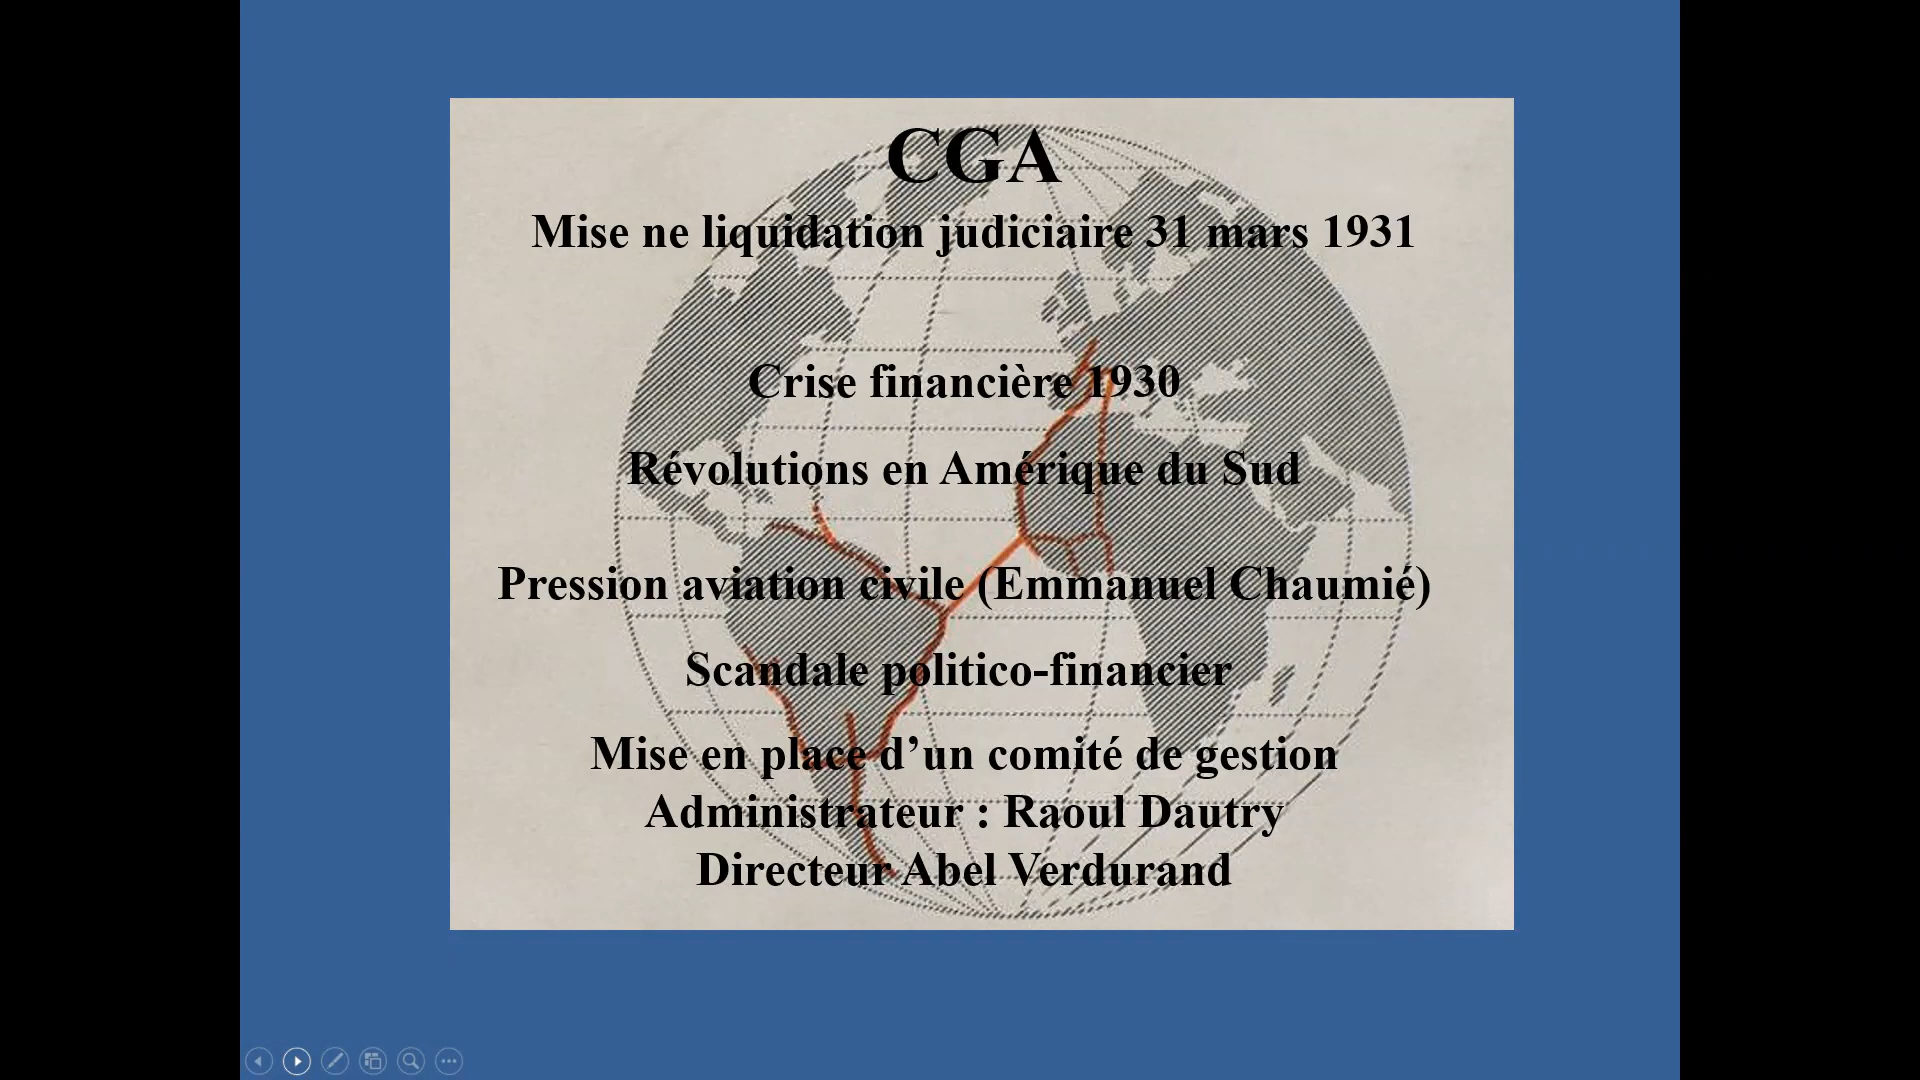 CGA
Mise ne liquidation judiciaire 31 mars 1931
Crise financière 1930
Révolutions en Amérique du Sud
Pression aviation civile (Emmanuel Chaumié)
Scandale politico-financier
Mise en place d’un comité de gestion
Administrateur : Raoul Dautry
Directeur Abel Verdurand